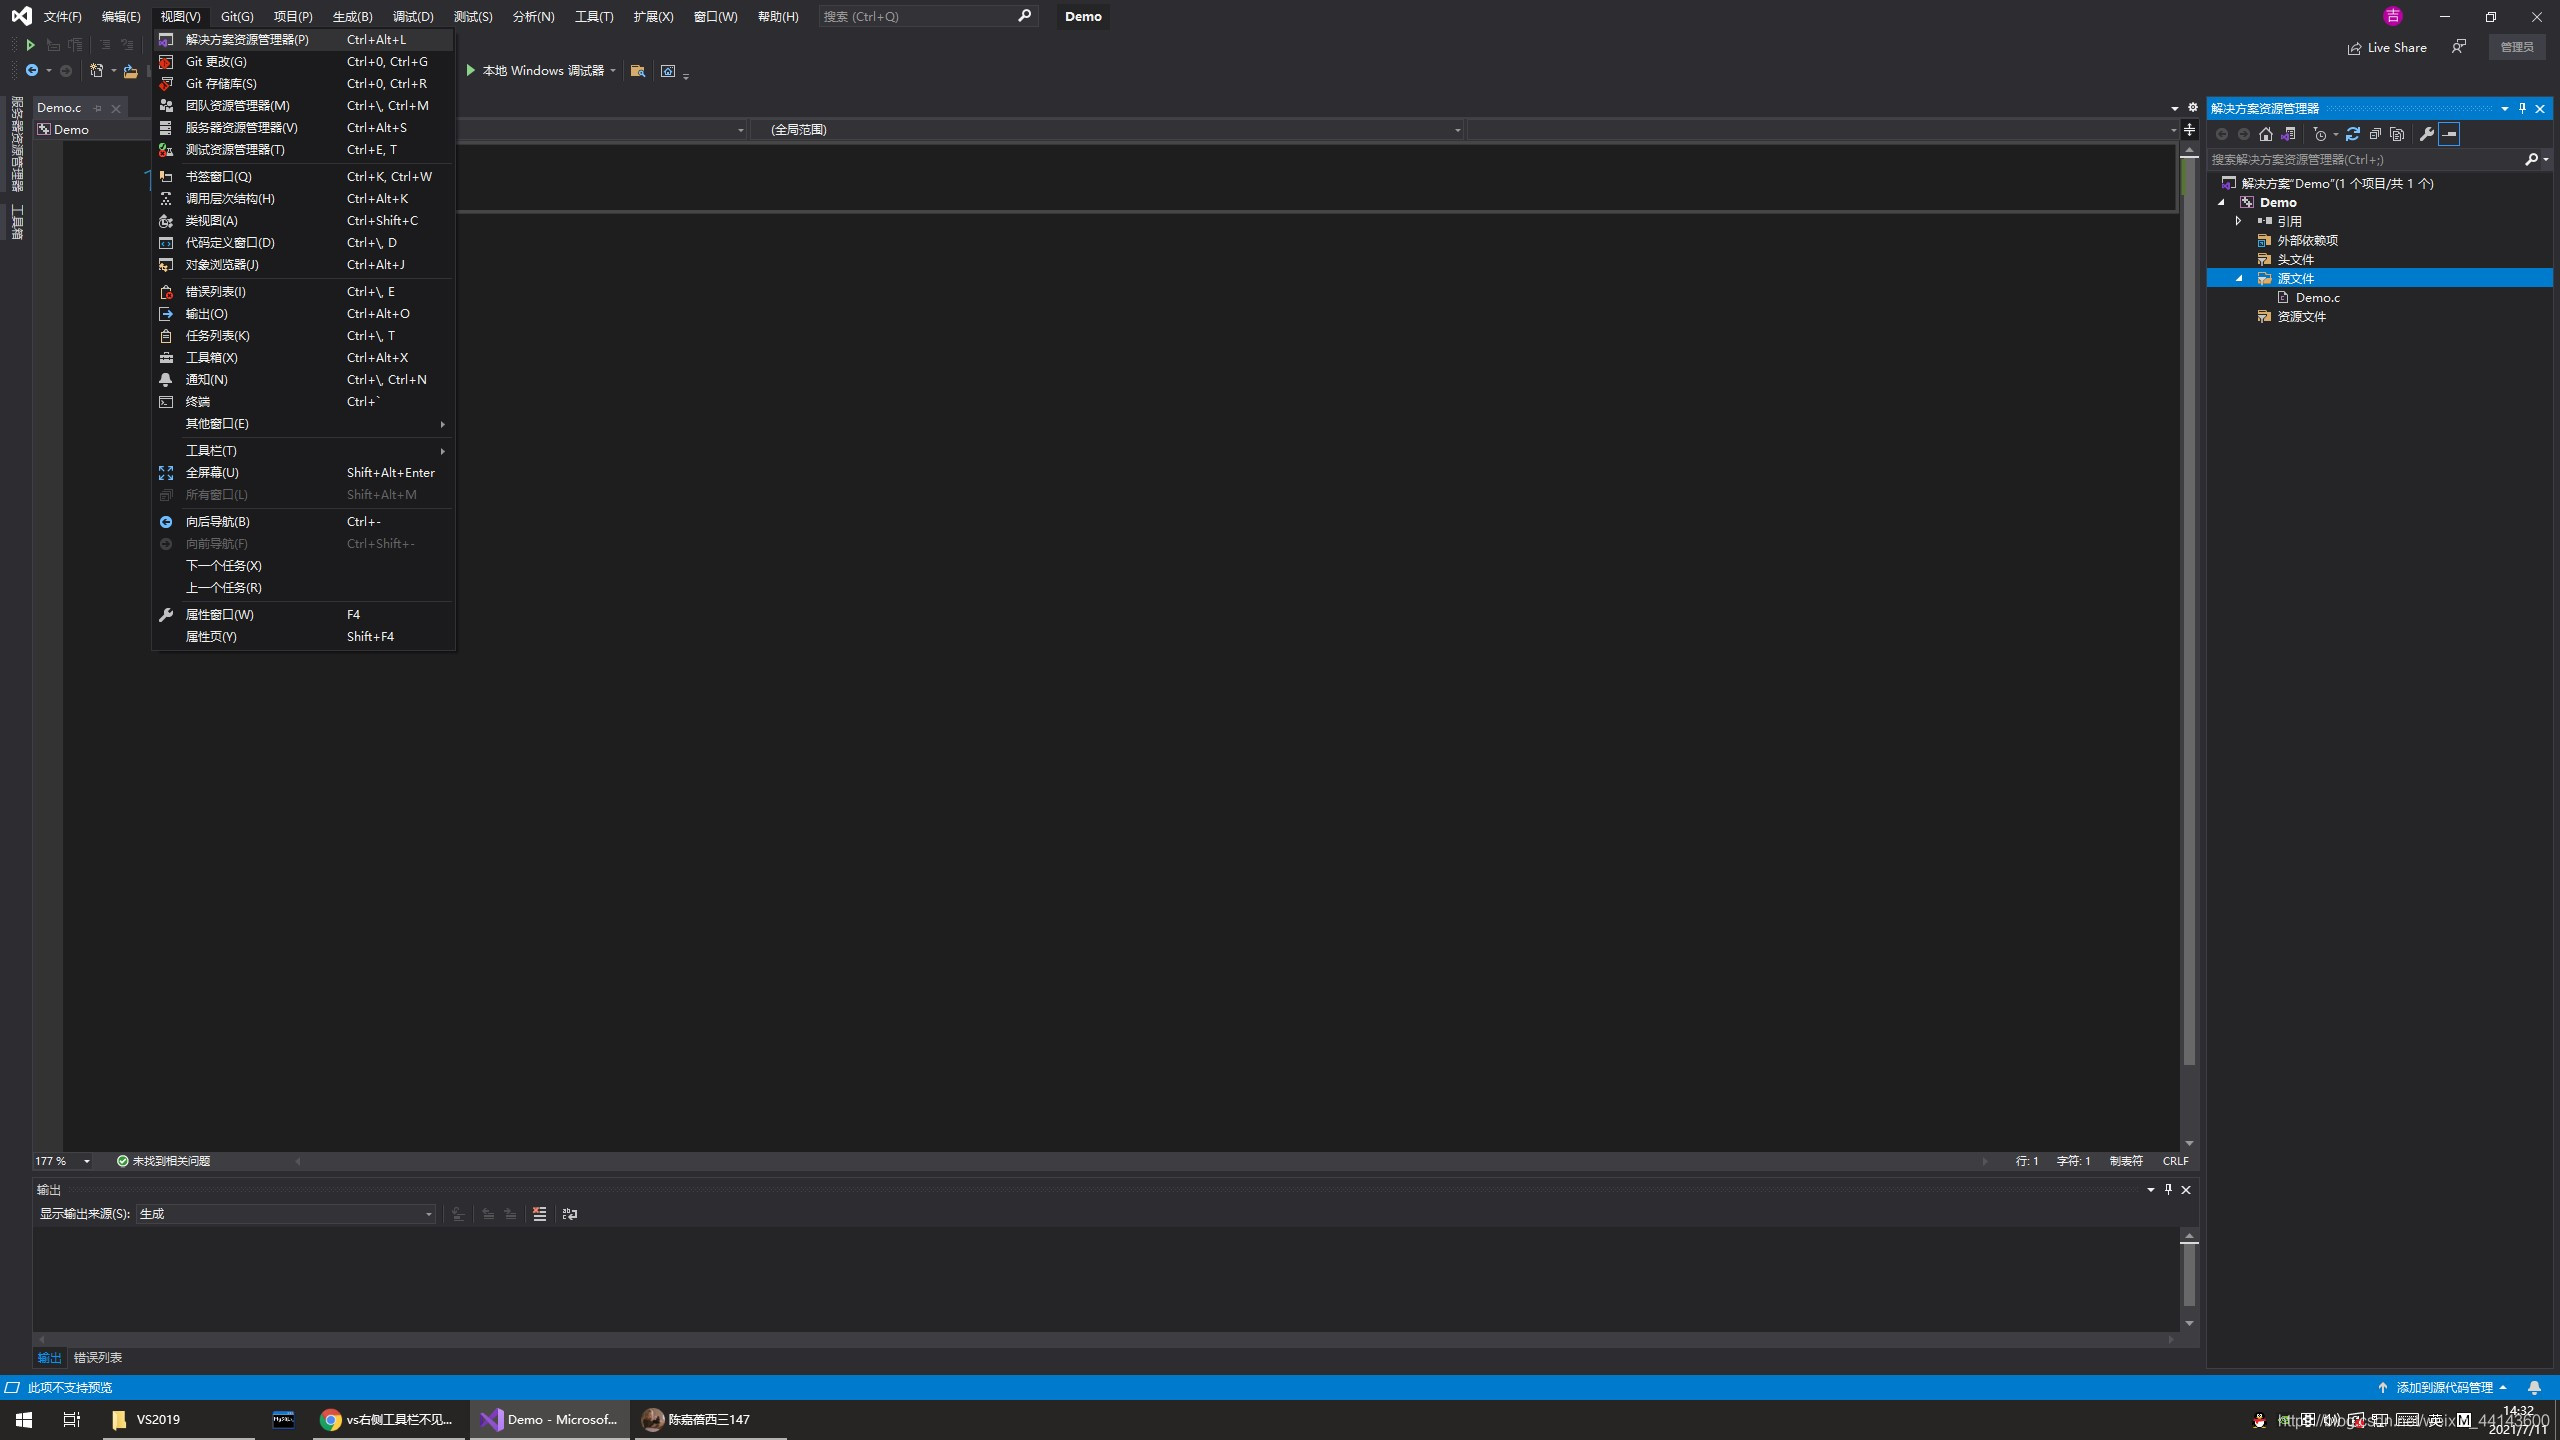 文件(F) 编辑(E) 视图(V) Git(G) 项目(P) 生成(B) 调试(D) 测试(S) 分析(N) 工具(T) 扩展(X) 窗口(W) 帮助(H) 搜索 (Ctrl+Q) Demo 吉
Live Share 管理员
本地 Windows 调试器
解决方案资源管理器(P) Ctrl+Alt+L
Git 更改(G) Ctrl+0, Ctrl+G
Git 存储库(S) Ctrl+0, Ctrl+R
团队资源管理器(M) Ctrl+\, Ctrl+M
服务器资源管理器(V) Ctrl+Alt+S
测试资源管理器(T) Ctrl+E, T
书签窗口(Q) Ctrl+K, Ctrl+W
调用层次结构(H) Ctrl+Alt+K
类视图(A) Ctrl+Shift+C
代码定义窗口(D) Ctrl+\, D
对象浏览器(J) Ctrl+Alt+J
错误列表(I) Ctrl+\, E
输出(O) Ctrl+Alt+O
任务列表(K) Ctrl+\, T
工具箱(X) Ctrl+Alt+X
通知(N) Ctrl+\, Ctrl+N
终端 Ctrl+`
其他窗口(E)
工具栏(T)
全屏幕(U) Shift+Alt+Enter
所有窗口(L) Shift+Alt+M
向后导航(B) Ctrl+-
向前导航(F) Ctrl+Shift+-
下一个任务(X)
上一个任务(R)
属性窗口(W) F4
属性页(Y) Shift+F4
服务器资源管理器
工具箱
Demo.c
Demo
(全局范围)
解决方案资源管理器
搜索解决方案资源管理器(Ctrl+;)
解决方案"Demo"(1 个项目/共 1 个)
Demo
引用
外部依赖项
头文件
源文件
Demo.c
资源文件
177 % 未找到相关问题 行: 1 字符: 1 制表符 CRLF
输出
显示输出来源(S): 生成
输出 错误列表
此项不支持预览 添加到源代码管理
VS2019 vs右侧工具栏不见... Demo - Microsof... 陈嘉蓓西三147
英
14:32
2021/7/11
https://blog.csdn.net/weixin_44143600